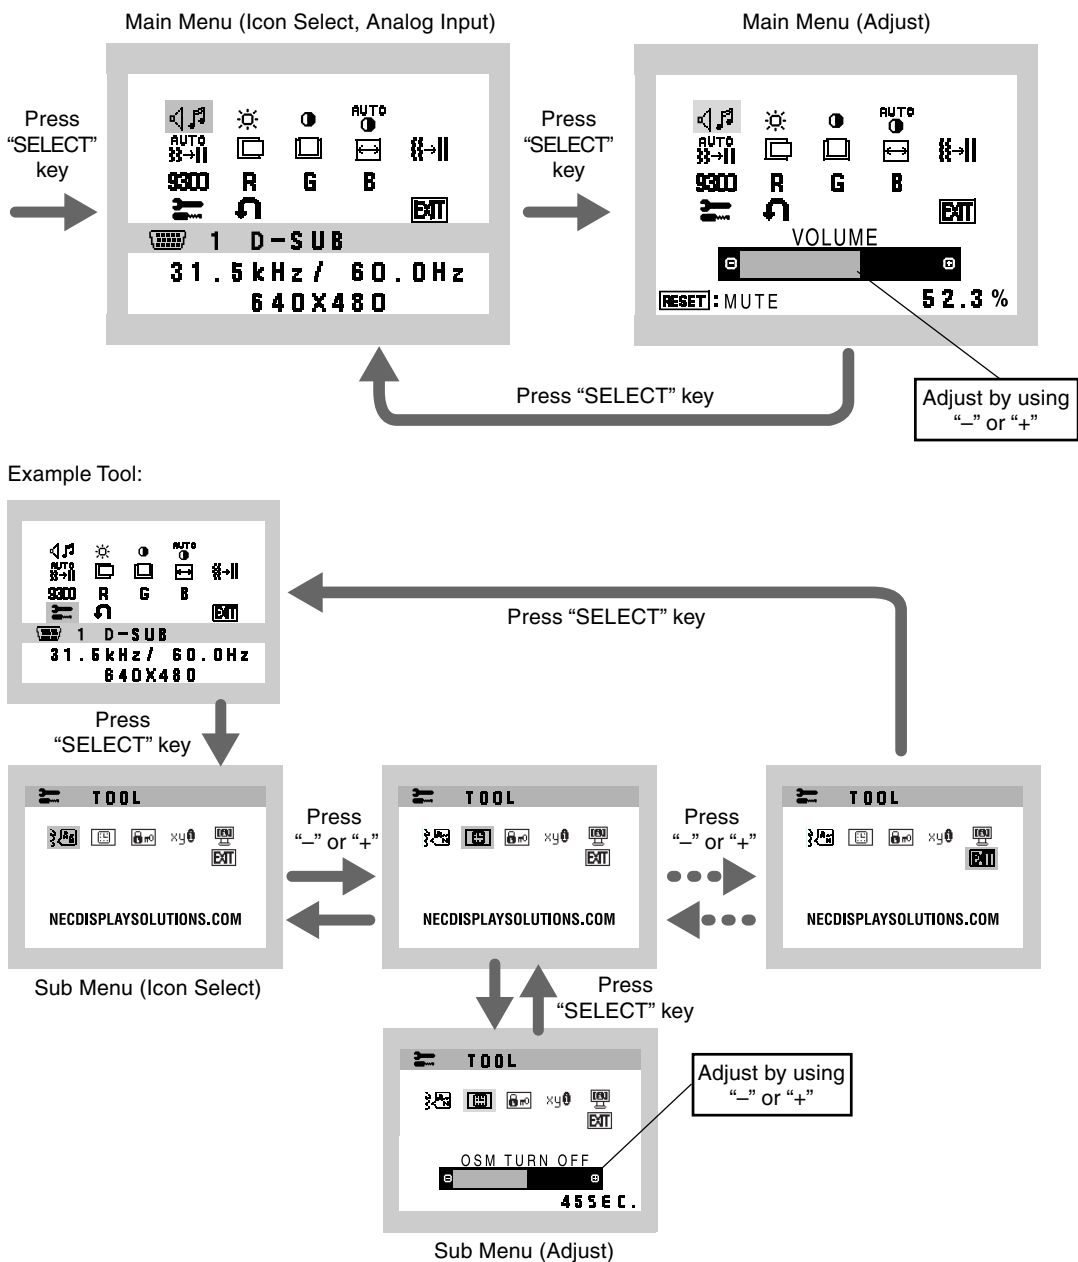 Main Menu (Icon Select, Analog Input)
Main Menu (Adjust)
Press
“SELECT”
key
AUTO
AUTO
9300 R G B
EXIT
1 D-SUB
31.5kHz/ 60.0Hz
640X480
Press
“SELECT”
key
AUTO
AUTO
9300 R G B
EXIT
VOLUME
RESET:MUTE 52.3%
Adjust by using
“–” or “+”
Press “SELECT” key
Example Tool:
AUTO
AUTO
9300 R G B
EXIT
1 D-SUB
31.5kHz/ 60.0Hz
640X480
Press “SELECT” key
Press
“SELECT” key
TOOL
xy
EXIT
NECDISPLAYSOLUTIONS.COM
Sub Menu (Icon Select)
Press
“–” or “+”
TOOL
xy
EXIT
NECDISPLAYSOLUTIONS.COM
Press
“–” or “+”
TOOL
xy
EXIT
NECDISPLAYSOLUTIONS.COM
Press
“SELECT” key
TOOL
xy
EXIT
OSM TURN OFF
45SEC.
Adjust by using
“–” or “+”
Sub Menu (Adjust)